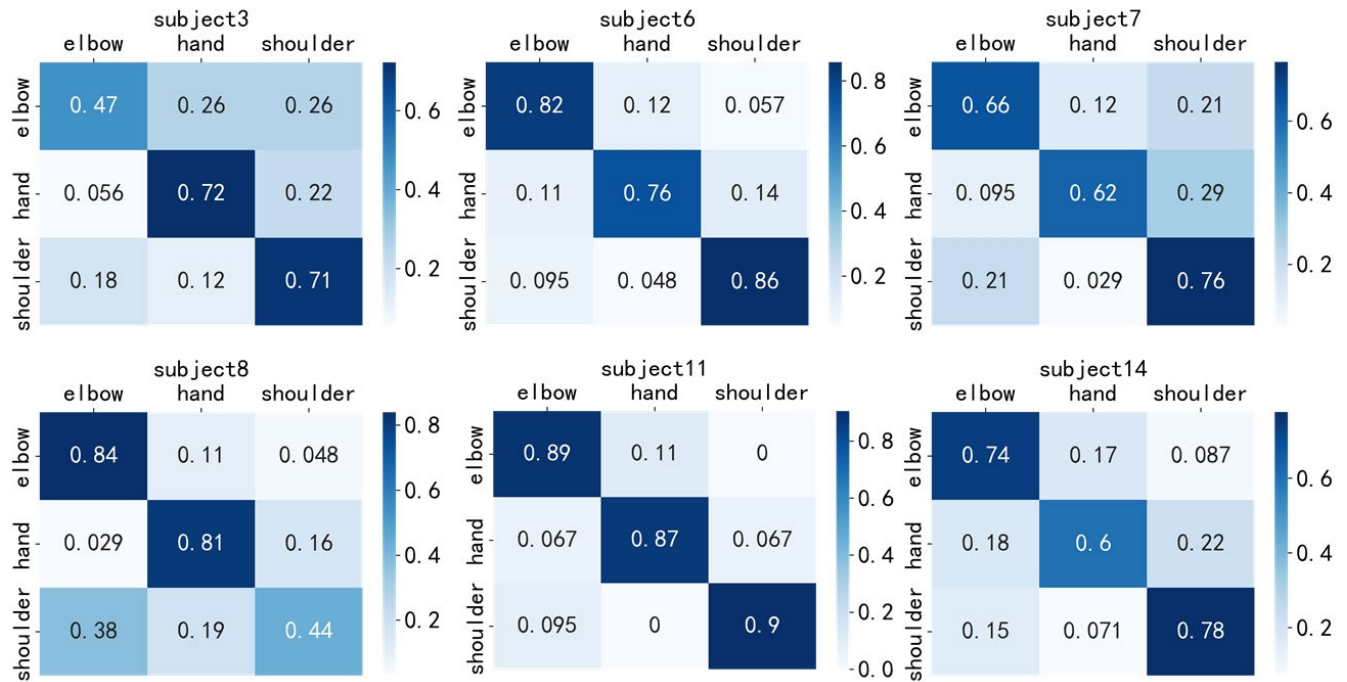 subject3 subject6 subject7
elbow hand shoulder elbow hand shoulder elbow hand shoulder
elbow 0.47 0.26 0.26 0.6 elbow 0.82 0.12 0.057 0.8 elbow 0.66 0.12 0.21 0.6
hand 0.056 0.72 0.22 0.4 hand 0.11 0.76 0.14 0.6 0.4 hand 0.095 0.62 0.29 0.4
shoulder 0.18 0.12 0.71 0.2 shoulder 0.095 0.048 0.86 0.2 shoulder 0.21 0.029 0.76 0.2
subject8 subject11 subject14
elbow hand shoulder elbow hand shoulder elbow hand shoulder
elbow 0.84 0.11 0.048 0.8 0.6 elbow 0.89 0.11 0 0.8 0.6 elbow 0.74 0.17 0.087 0.6
hand 0.029 0.81 0.16 0.4 hand 0.067 0.87 0.067 0.4 hand 0.18 0.6 0.22 0.4
shoulder 0.38 0.19 0.44 0.2 shoulder 0.095 0 0.9 0.2 0.0 shoulder 0.15 0.071 0.78 0.2